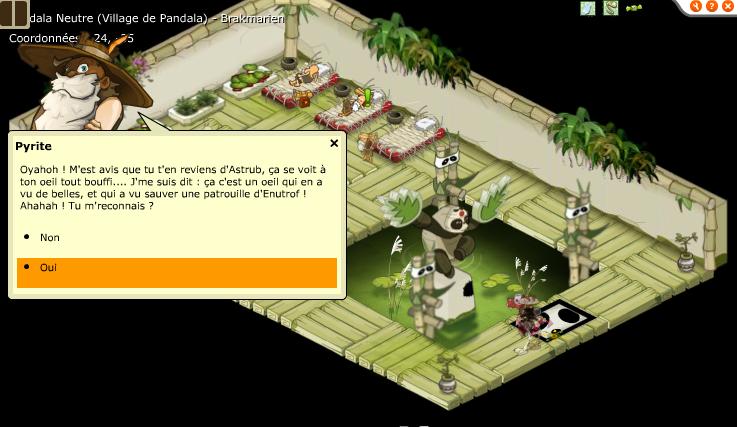 dala Neutre (Village de Pandala) - Brakmarien
Coordonnées 24, 35
Pyrite
Oyahoh ! M'est avis que tu t'en reviens d'Astrub, ça se voit à
ton oeil tout bouffi.... J'me suis dit : ça c'est un oeil qui en a
vu de belles, et qui a vu sauver une patrouille d'Enutrof !
Ahahah ! Tu m'reconnais ?
Non
Oui